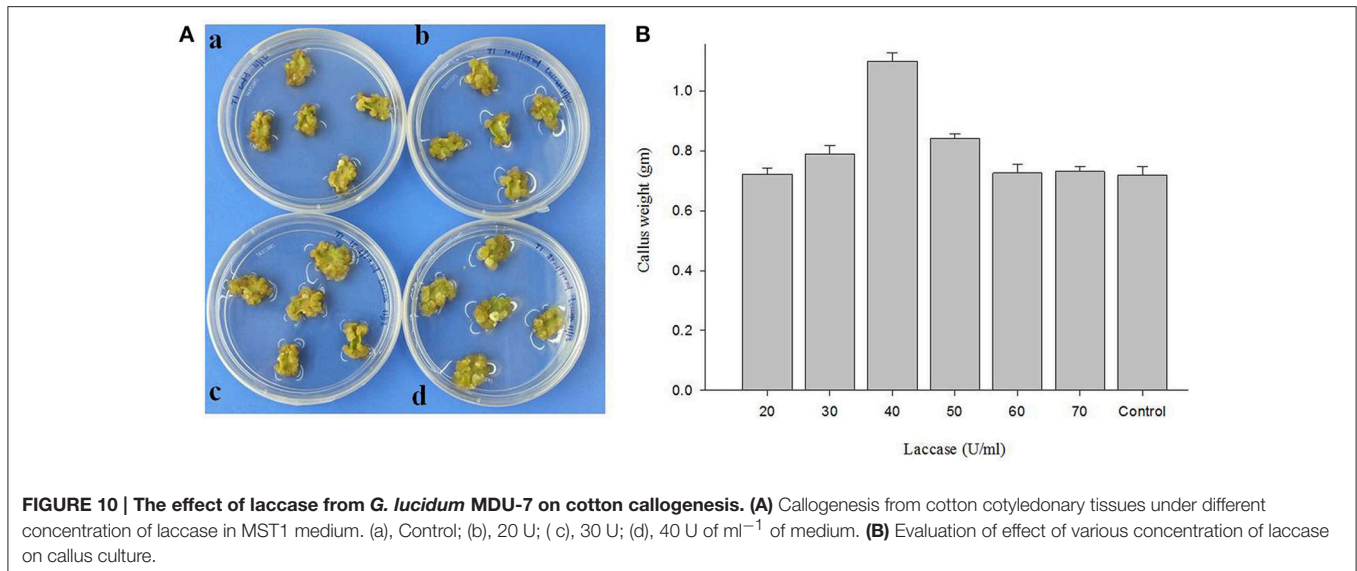 A
a
b
c
d
B
Callus weight (gm)
1.0
0.8
0.6
0.4
0.2
0.0
20 30 40 50 60 70 Control
Laccase (U/ml)
FIGURE 10 | The effect of laccase from G. lucidum MDU-7 on cotton callogenesis. (A) Callogenesis from cotton cotyledonary tissues under different
concentration of laccase in MST1 medium. (a), Control; (b), 20 U; ( c), 30 U; (d), 40 U of ml⁻¹ of medium. (B) Evaluation of effect of various concentration of laccase
on callus culture.